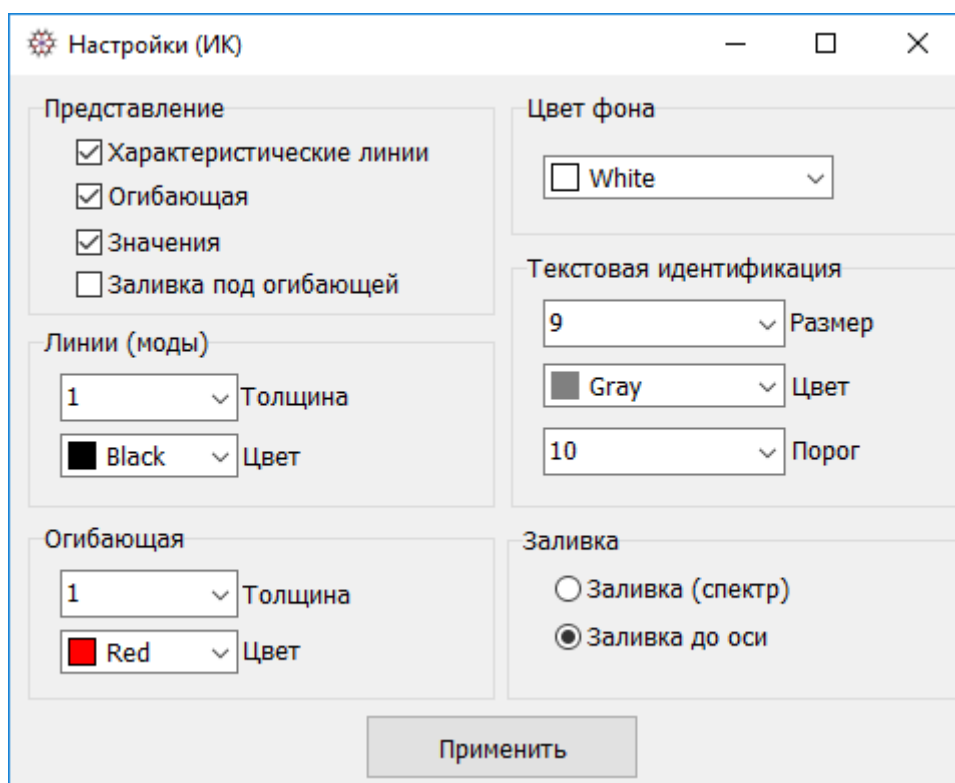 Настройки (ИК)
Представление
Характеристические линии
Огибающая
Значения
Заливка под огибающей
Линии (моды)
1 Толщина
Black Цвет
Огибающая
1 Толщина
Red Цвет
Цвет фона
White
Текстовая идентификация
9 Размер
Gray Цвет
10 Порог
Заливка
Заливка (спектр)
Заливка до оси
Применить